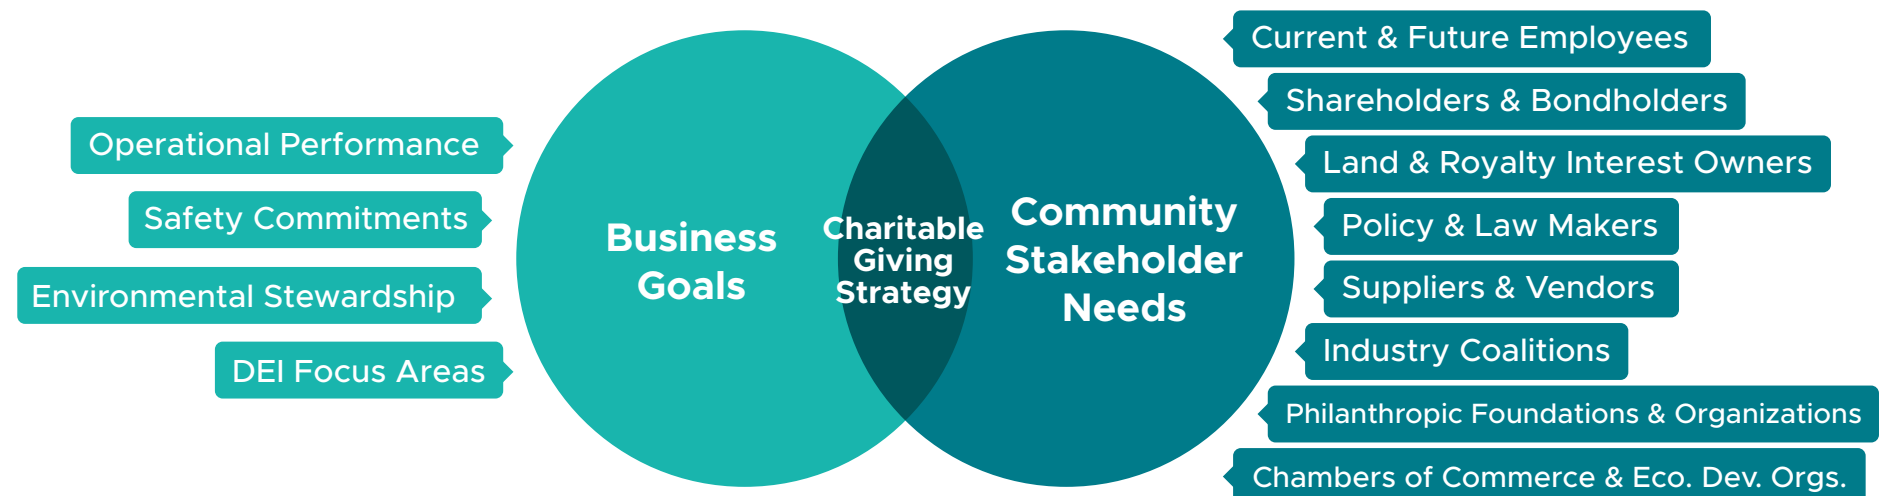 Operational Performance
Safety Commitments
Environmental Stewardship
DEI Focus Areas
Business
Goals
Charitable
Giving
Strategy
Community
Stakeholder
Needs
Current & Future Employees
Shareholders & Bondholders
Land & Royalty Interest Owners
Policy & Law Makers
Suppliers & Vendors
Industry Coalitions
Philanthropic Foundations & Organizations
Chambers of Commerce & Eco. Dev. Orgs.